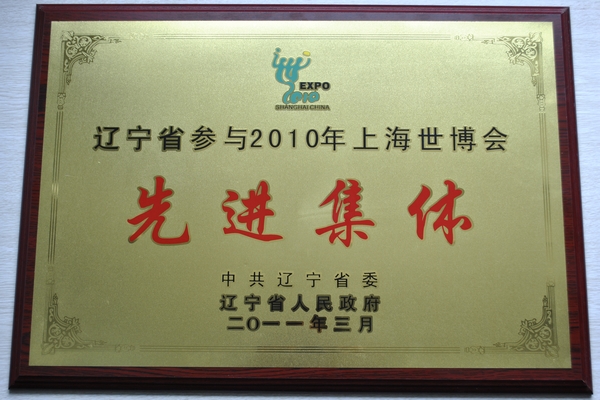 EXPO
2010
SHANGHAI CHINA
辽宁省参与2010年上海世博会
先进集体
中共辽宁省委
辽宁省人民政府
二〇一一年三月